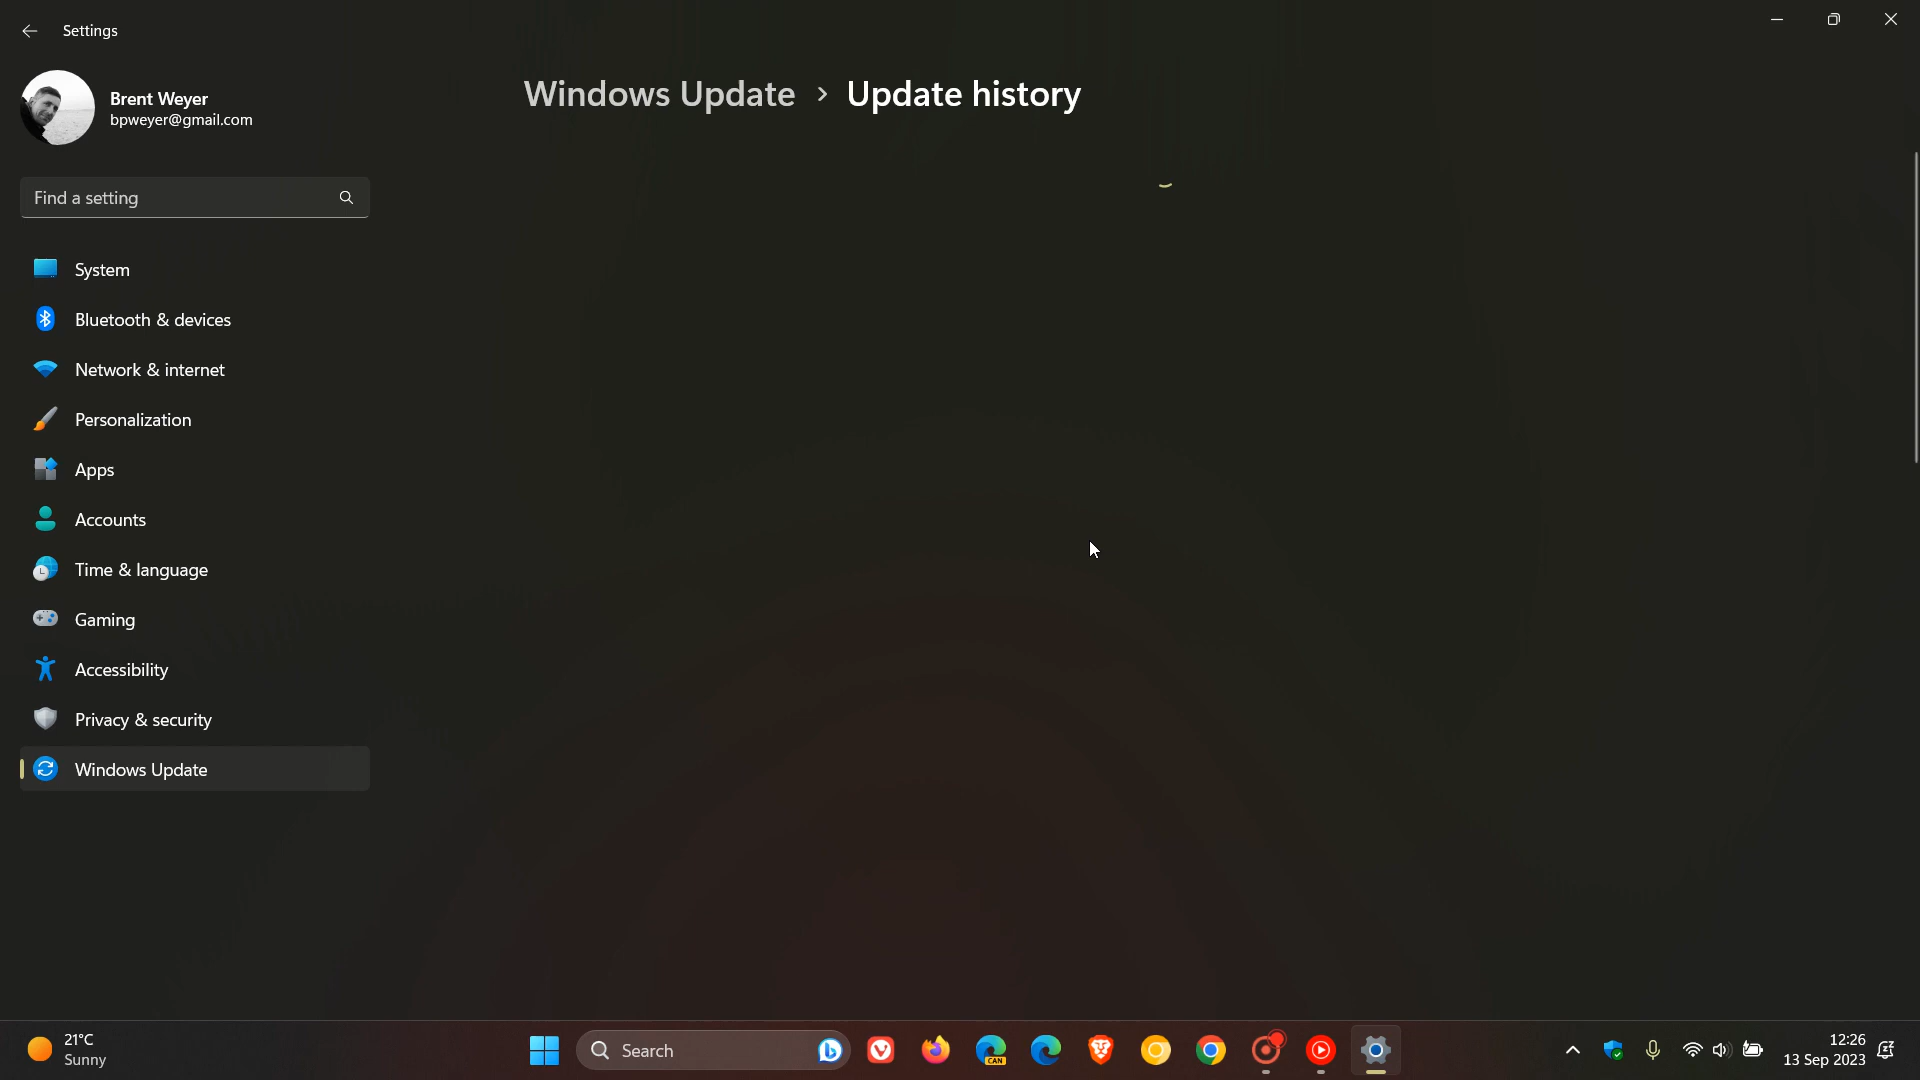 Settings
Brent Weyer
bpweyer@gmail.com
Find a setting
System
Bluetooth & devices
Network & internet
Personalization
Apps
Accounts
Time & language
Gaming
Accessibility
Privacy & security
Windows Update
Windows Update > Update history
21°C
Sunny
Search
CAN
12:26
13 Sep 2023